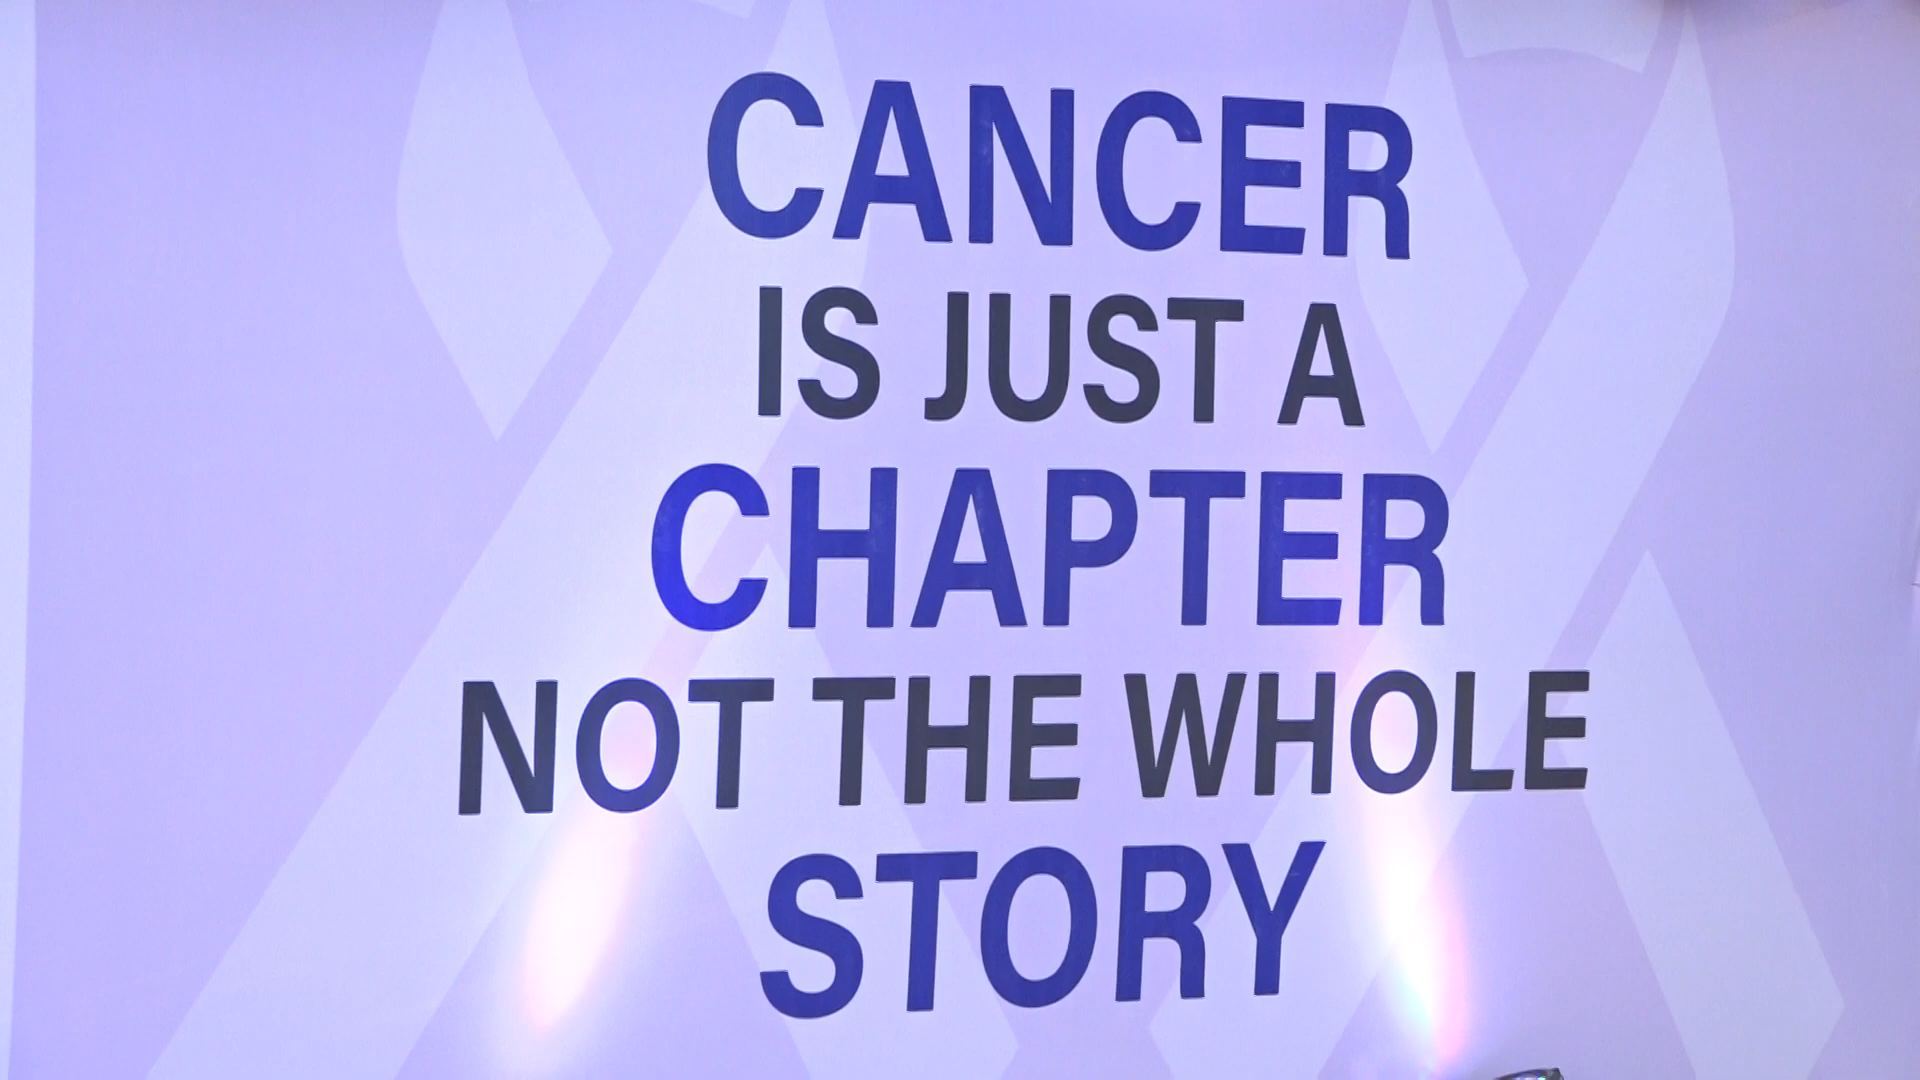 CANCER
IS JUST A
CHAPTER
NOT THE WHOLE
STORY